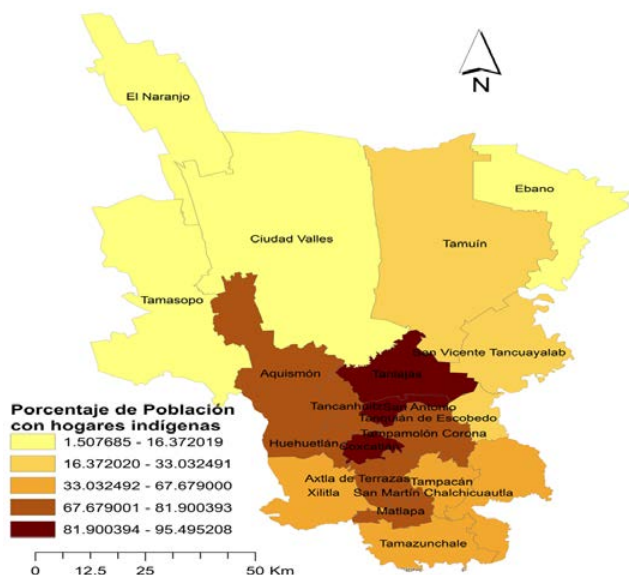 El Naranjo
N
Ebano
Ciudad Valles
Tamuín
Tamasopo
San Vicente Tancuayalab
Aquismón
Tanlajás
Porcentaje de Población
con hogares indígenas
1.507685 - 16.372019
16.372020 - 33.032491
33.032492 - 67.679000
67.679001 - 81.900393
81.900394 - 95.495208
Tancanhuitz
San Antonio
Tanquián de Escobedo
Tampamolón Corona
Huehuetlán
Coxcatlán
Axtla de Terrazas
Tampacán
Xilitla
San Martín Chalchicuautla
Matlapa
Tamazunchale
0 12.5 25 50 Km